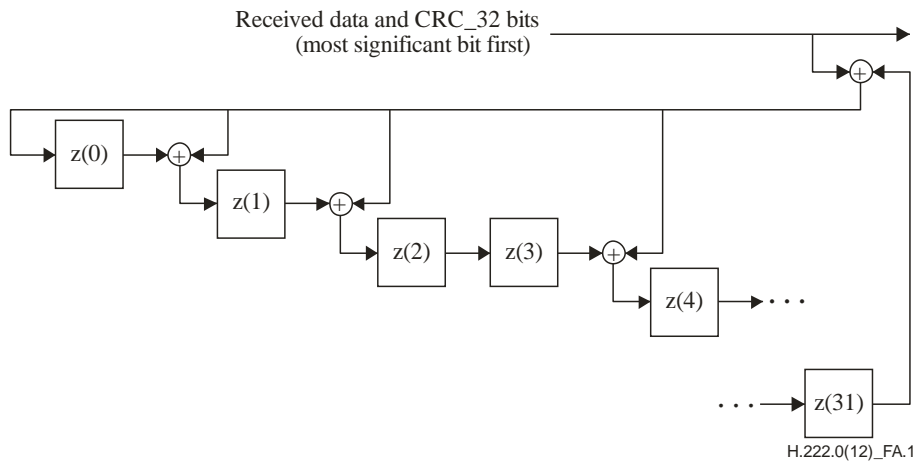 Received data and CRC_32 bits
(most significant bit first)
+
z(0)
+
z(1)
+
z(2)
z(3)
+
z(4)
. . .
. . .
z(31)
H.222.0(12)_FA.1